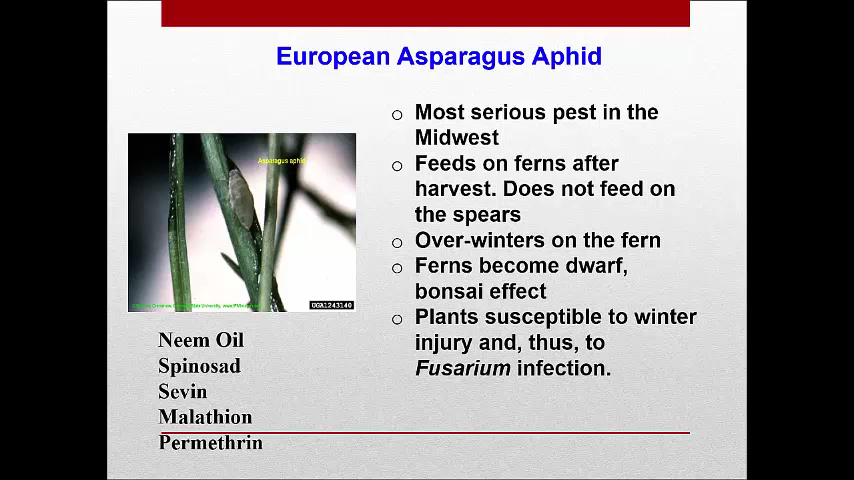 European Asparagus Aphid
Most serious pest in the
Midwest
Feeds on ferns after
harvest. Does not feed on
the spears
Over-winters on the fern
Ferns become dwarf,
bonsai effect
Plants susceptible to winter
injury and, thus, to
Fusarium infection.
Asparagus aphid
UGA1243140
Neem Oil
Spinosad
Sevin
Malathion
Permethrin